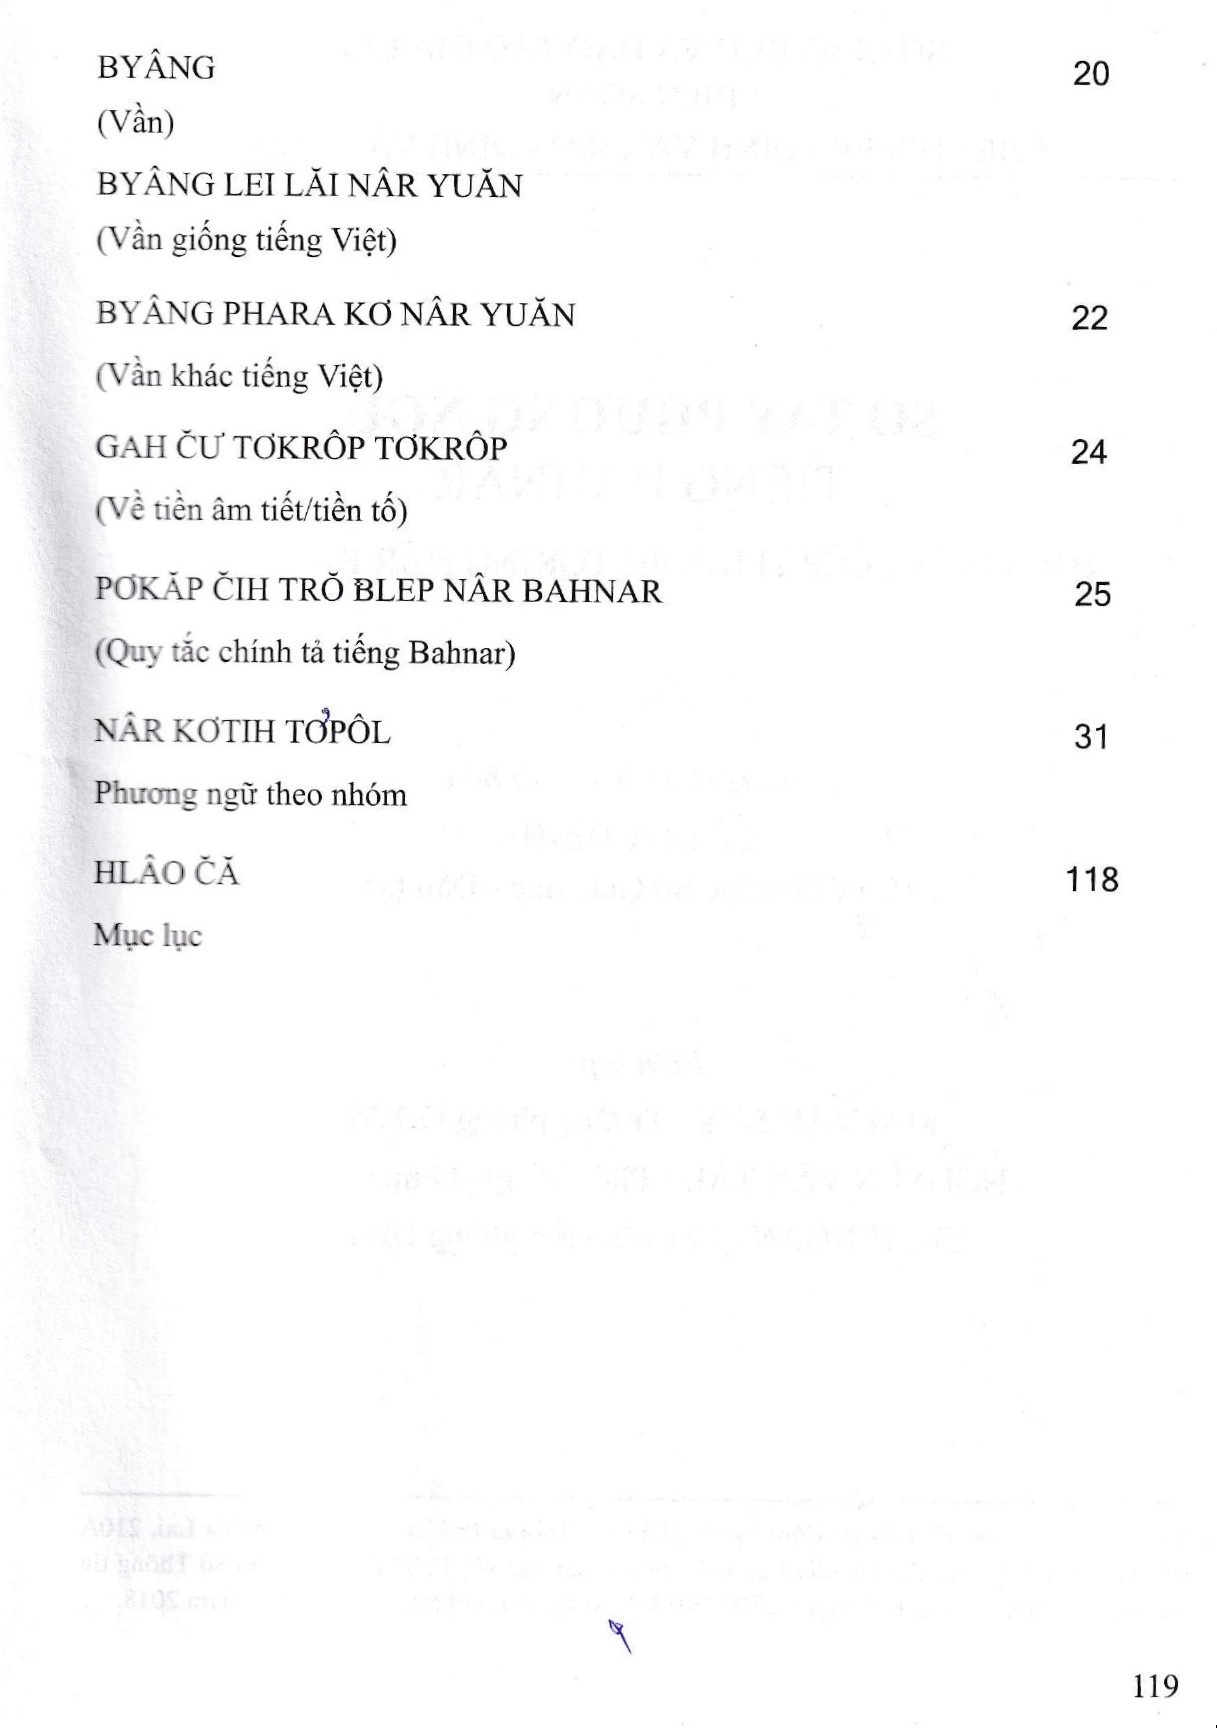 BYÂNG 20
(Vần)
BYÂNG LEI LĂI NÂR YUĂN
(Vần giống tiếng Việt)
BYÂNG PHARA KƠ NÂR YUĂN 22
(Vần khác tiếng Việt)
GAH ČƯ TƠKRÔP TƠKRÔP 24
(Về tiền âm tiết/tiền tố)
PƠKĂP ČIH TRŎ BLEP NÂR BAHNAR 25
(Quy tắc chính tả tiếng Bahnar)
NÂR KƠTIH TƠPÔL 31
Phương ngữ theo nhóm
HLÂO ČĂ 118
Mục lục
119